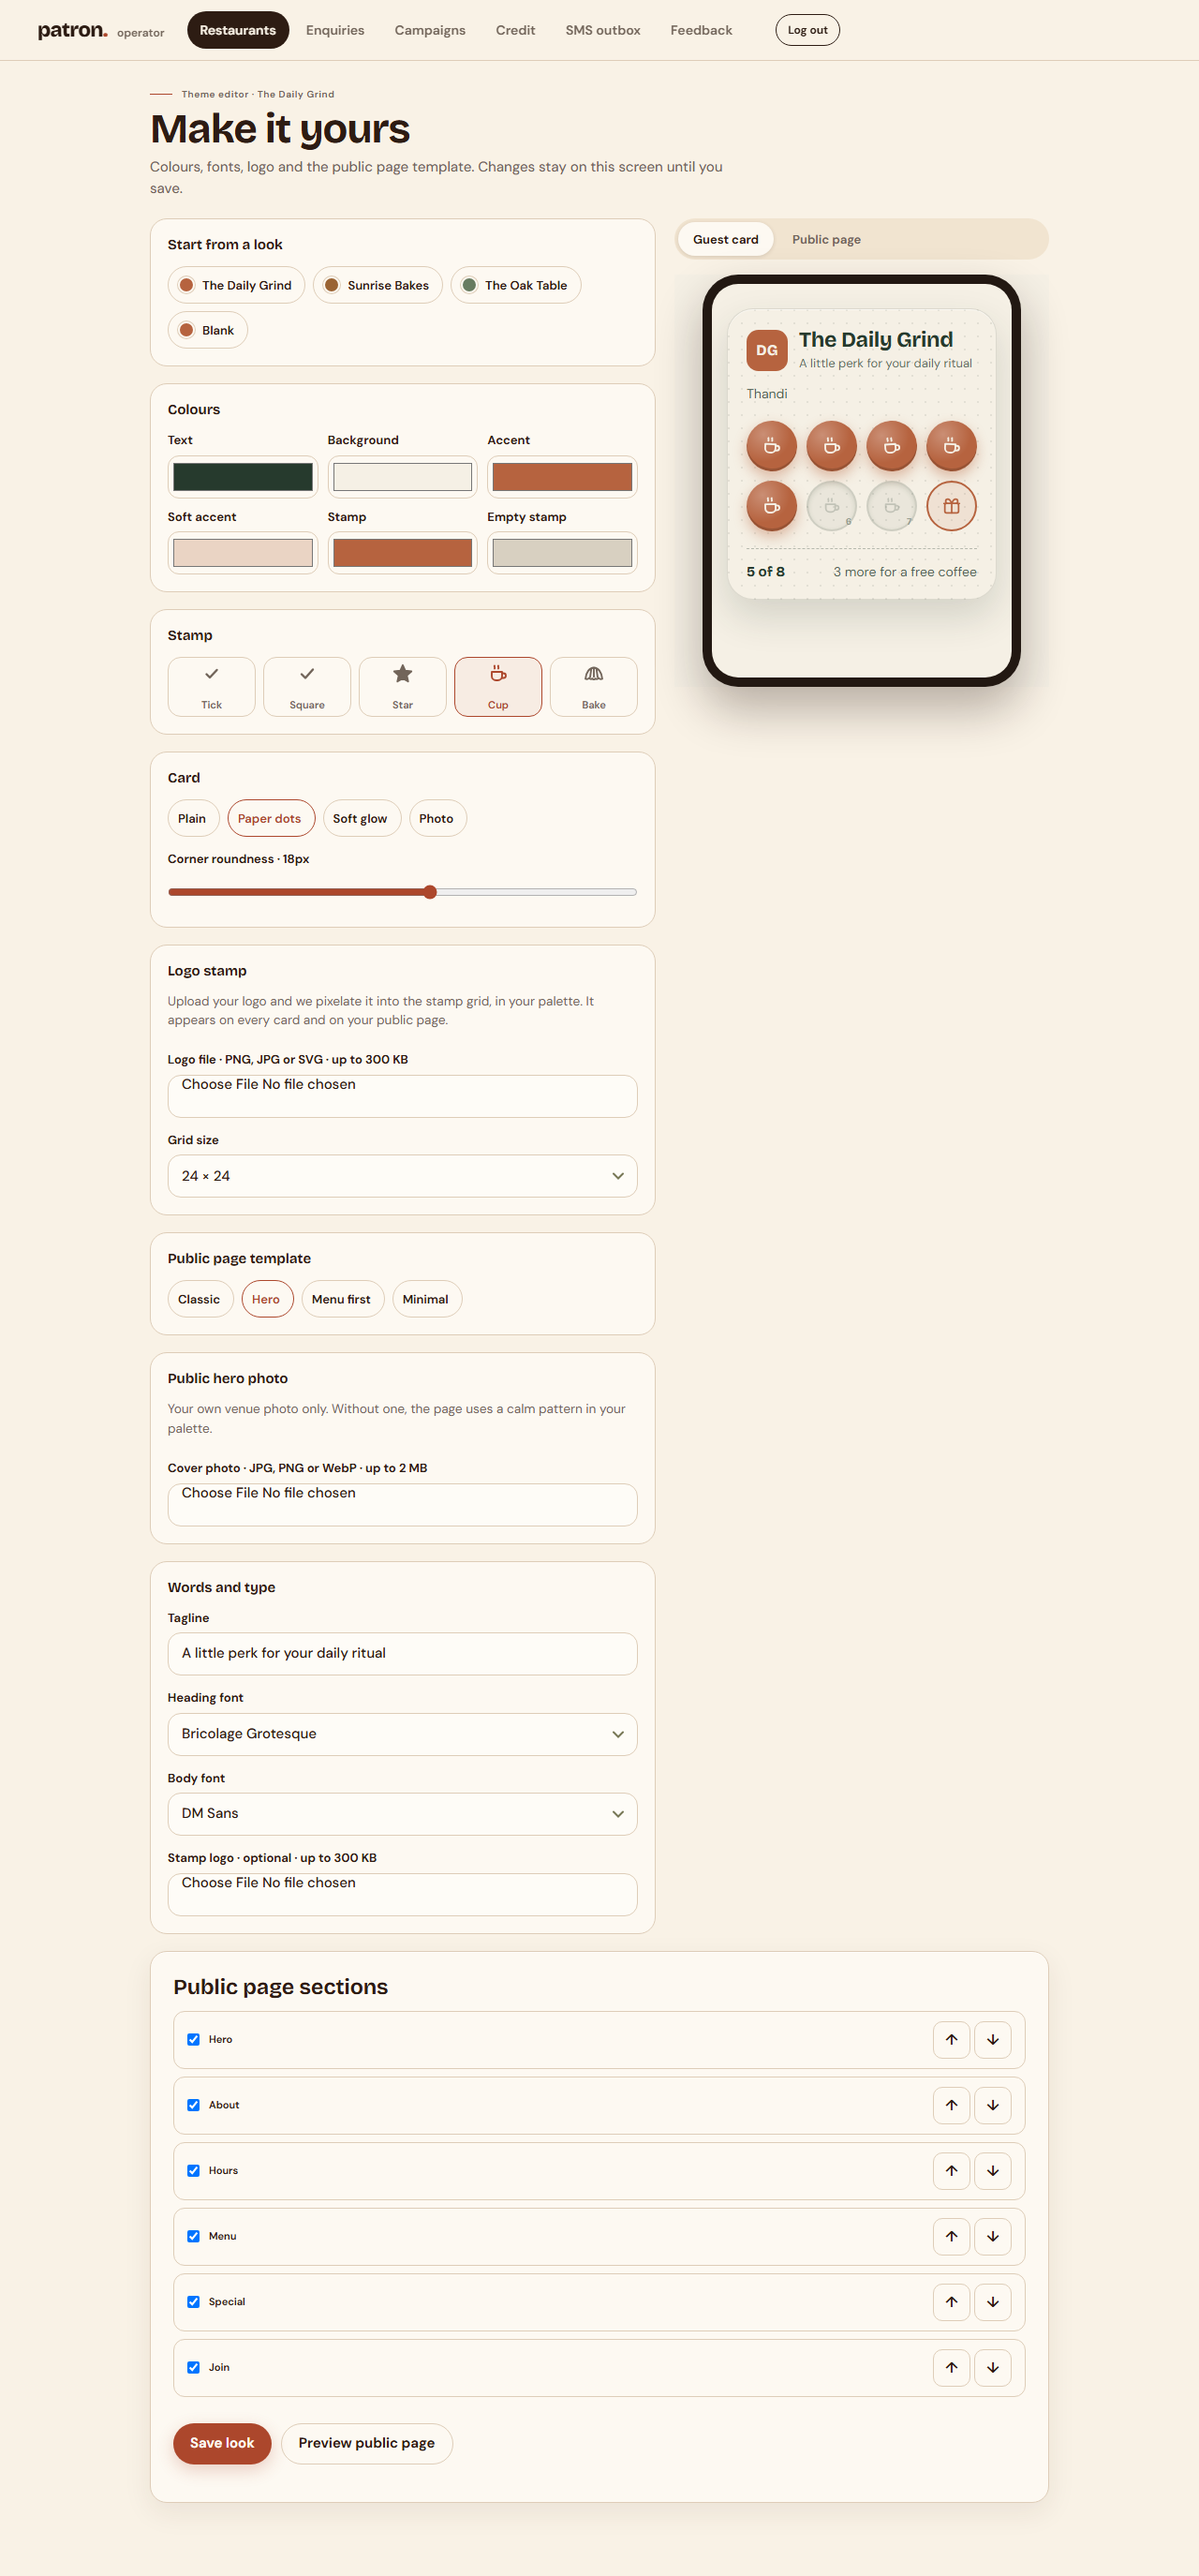 patron. operator Restaurants Enquiries Campaigns Credit SMS outbox Feedback Log out
Theme editor · The Daily Grind
Make it yours
Colours, fonts, logo and the public page template. Changes stay on this screen until you
save.
Start from a look
The Daily Grind Sunrise Bakes The Oak Table
Blank
Colours
Text Background Accent
Soft accent Stamp Empty stamp
Stamp
Tick Square Star Cup Bake
Card
Plain Paper dots Soft glow Photo
Corner roundness · 18px
Logo stamp
Upload your logo and we pixelate it into the stamp grid, in your palette. It
appears on every card and on your public page.
Logo file · PNG, JPG or SVG · up to 300 KB
Choose File No file chosen
Grid size
24 × 24
Public page template
Classic Hero Menu first Minimal
Public hero photo
Your own venue photo only. Without one, the page uses a calm pattern in your
palette.
Cover photo · JPG, PNG or WebP · up to 2 MB
Choose File No file chosen
Words and type
Tagline
A little perk for your daily ritual
Heading font
Bricolage Grotesque
Body font
DM Sans
Stamp logo · optional · up to 300 KB
Choose File No file chosen
Guest card Public page
DG The Daily Grind
A little perk for your daily ritual
Thandi
6 7
5 of 8 3 more for a free coffee
Public page sections
Hero
About
Hours
Menu
Special
Join
Save look Preview public page